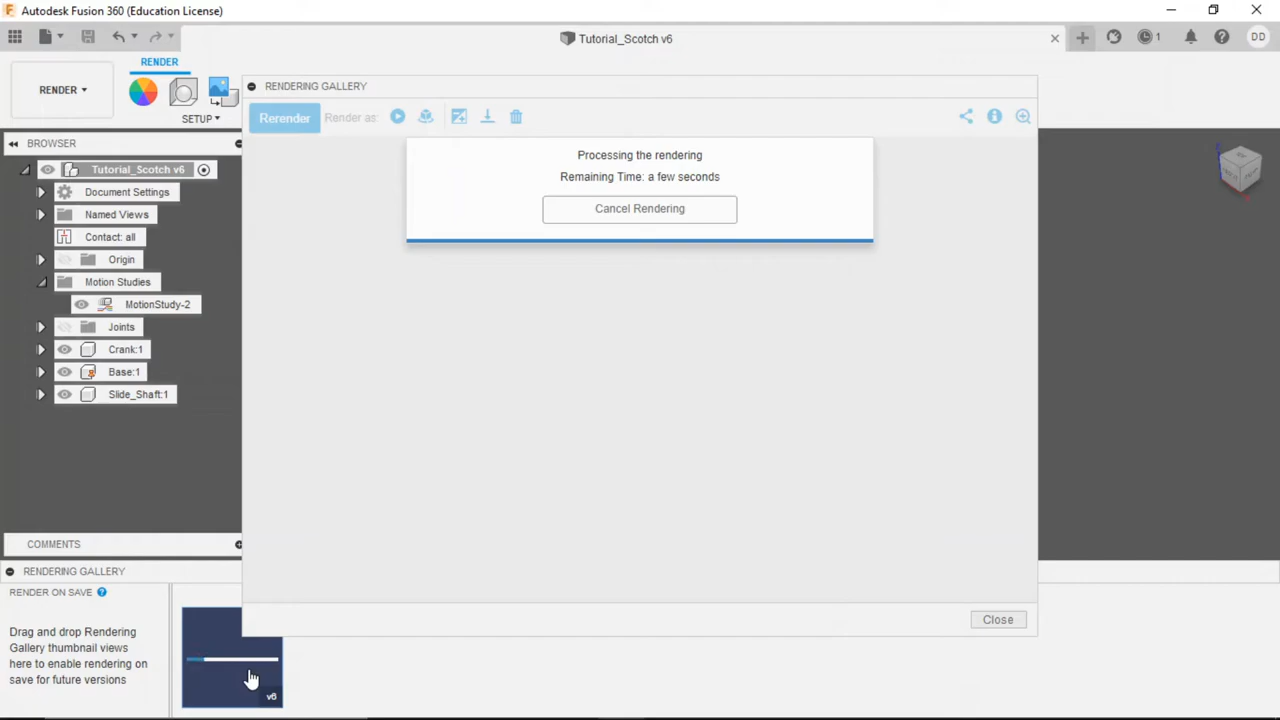 Autodesk Fusion 360 (Education License)
Tutorial_Scotch v6
1
DD
RENDER
RENDER
SETUP
RENDERING GALLERY
Rerender
Render as:
Processing the rendering
Remaining Time: a few seconds
Cancel Rendering
BROWSER
Tutorial_Scotch v6
Document Settings
Named Views
Contact: all
Origin
Motion Studies
MotionStudy-2
Joints
Crank:1
Base:1
Slide_Shaft:1
COMMENTS
Close
RENDERING GALLERY
RENDER ON SAVE
Drag and drop Rendering
Gallery thumbnail views
here to enable rendering on
save for future versions
v6